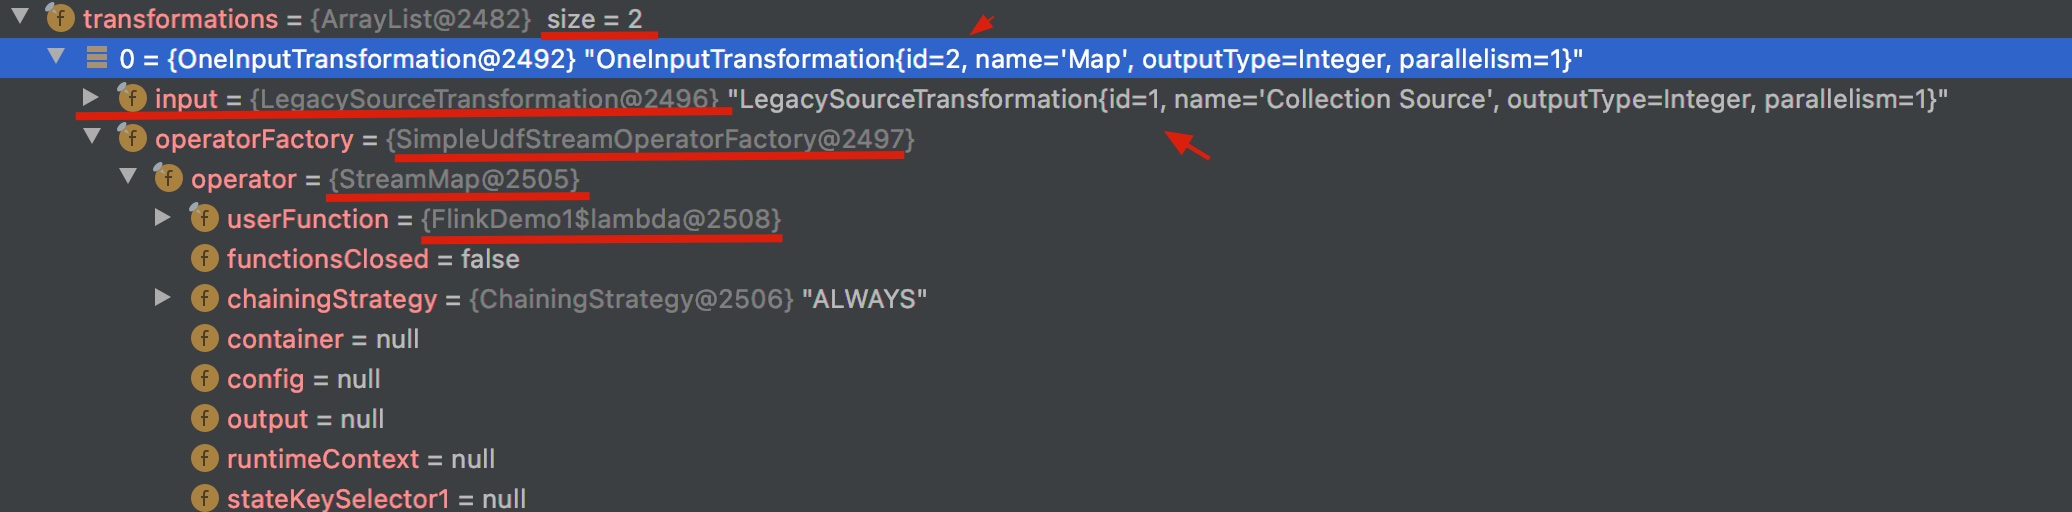 f transformations = {ArrayList@2482} size = 2
0 = {OneInputTransformation@2492} "OneInputTransformation{id=2, name='Map', outputType=Integer, parallelism=1}"
f input = {LegacySourceTransformation@2496} "LegacySourceTransformation{id=1, name='Collection Source', outputType=Integer, parallelism=1}"
f operatorFactory = {SimpleUdfStreamOperatorFactory@2497}
f operator = {StreamMap@2505}
f userFunction = {FlinkDemo1$lambda@2508}
f functionsClosed = false
f chainingStrategy = {ChainingStrategy@2506} "ALWAYS"
f container = null
f config = null
f output = null
f runtimeContext = null
f stateKeySelector1 = null